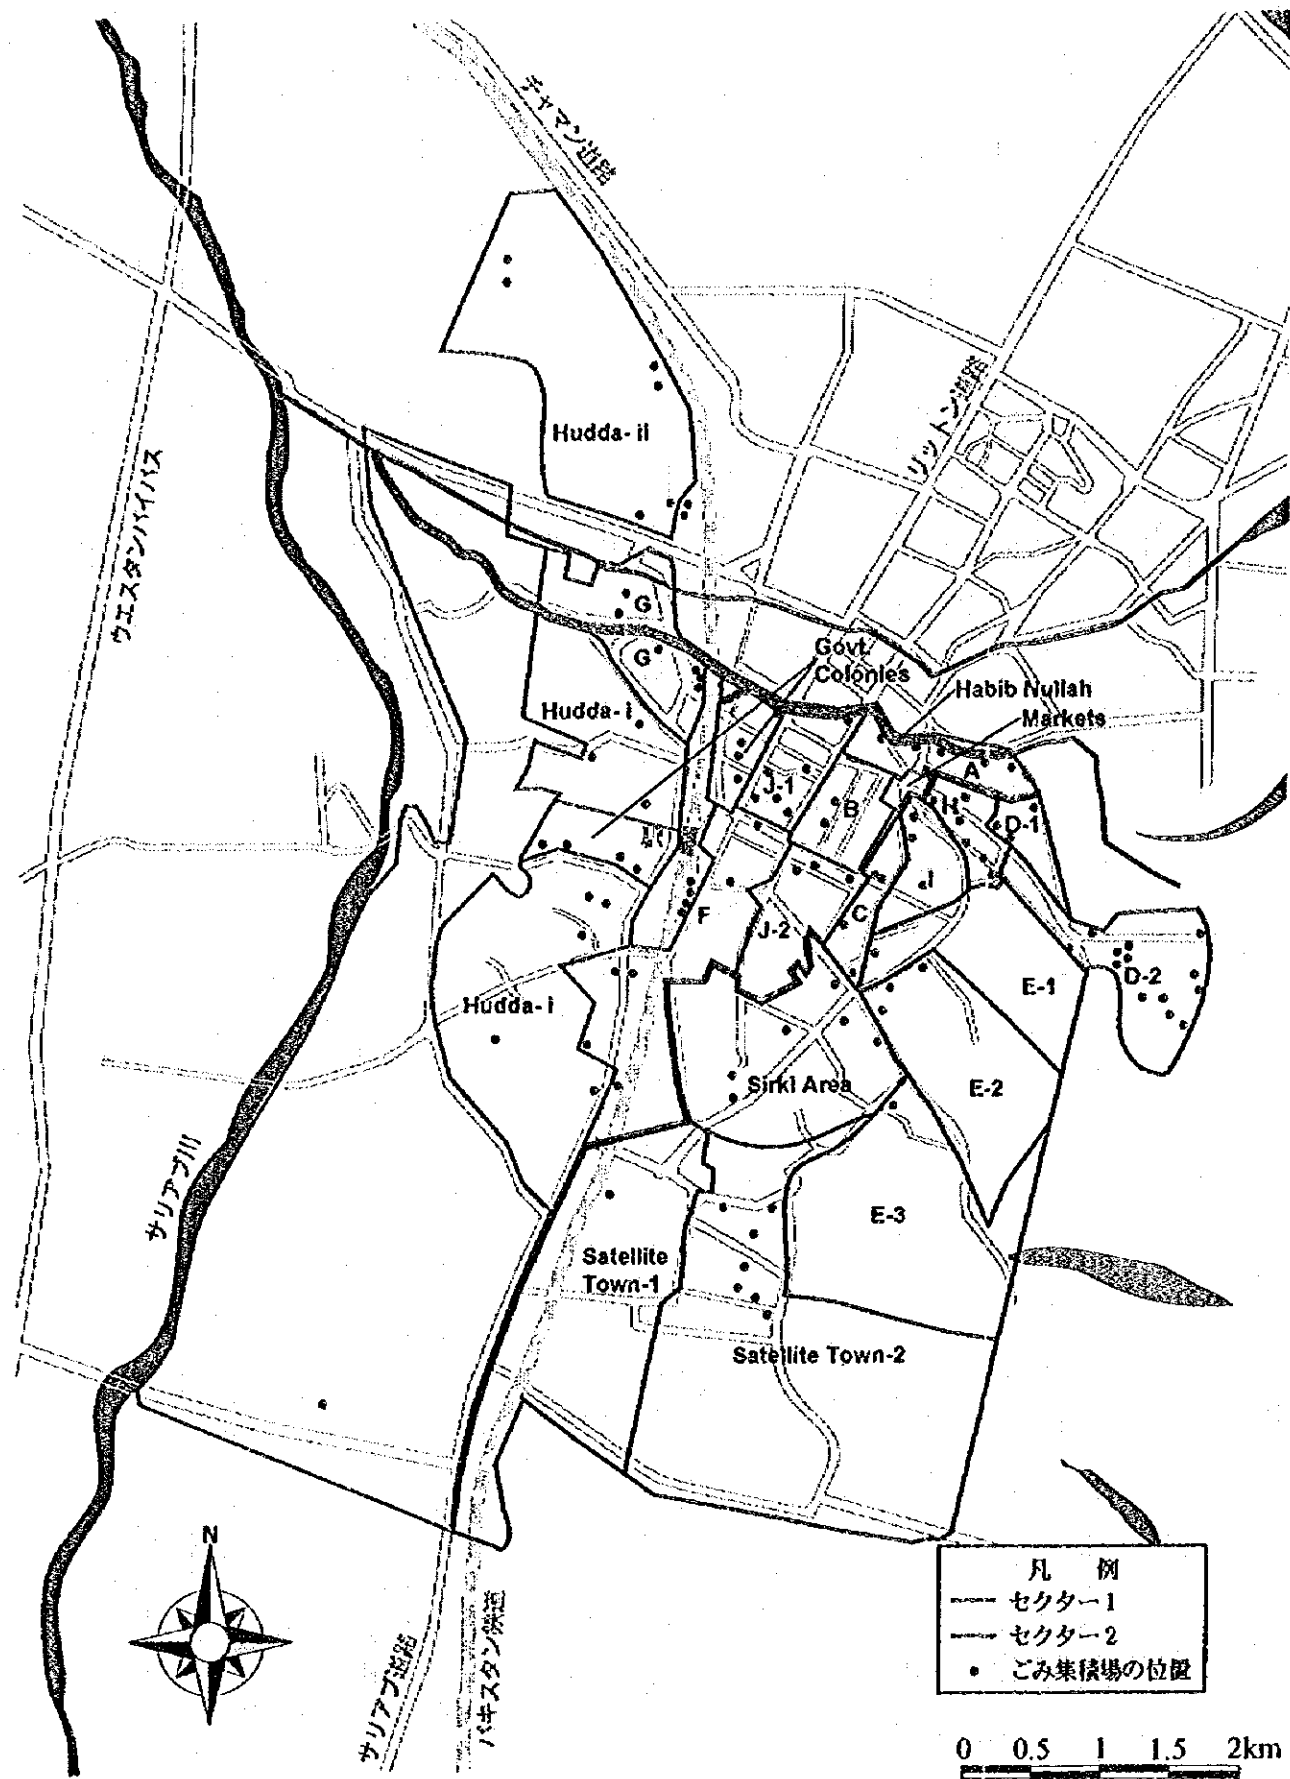 チャマン道路
リットン道路
Hudda- iI
ウエスタンバイパス
G
G
Govt.
Colonies
Habib Nullah
Markets
Hudda- i
A
J-1
B
H
D-1
I
F
C
J-2
D-2
E-1
Hudda- i
Sirki Area
E-2
サリアブ川
E-3
Satellite
Town-1
Satellite Town-2
N
サリアブ道路
パキスタン鉄道
凡 例
セクター1
セクター2
ごみ集積場の位置
0 0.5 1 1.5 2km